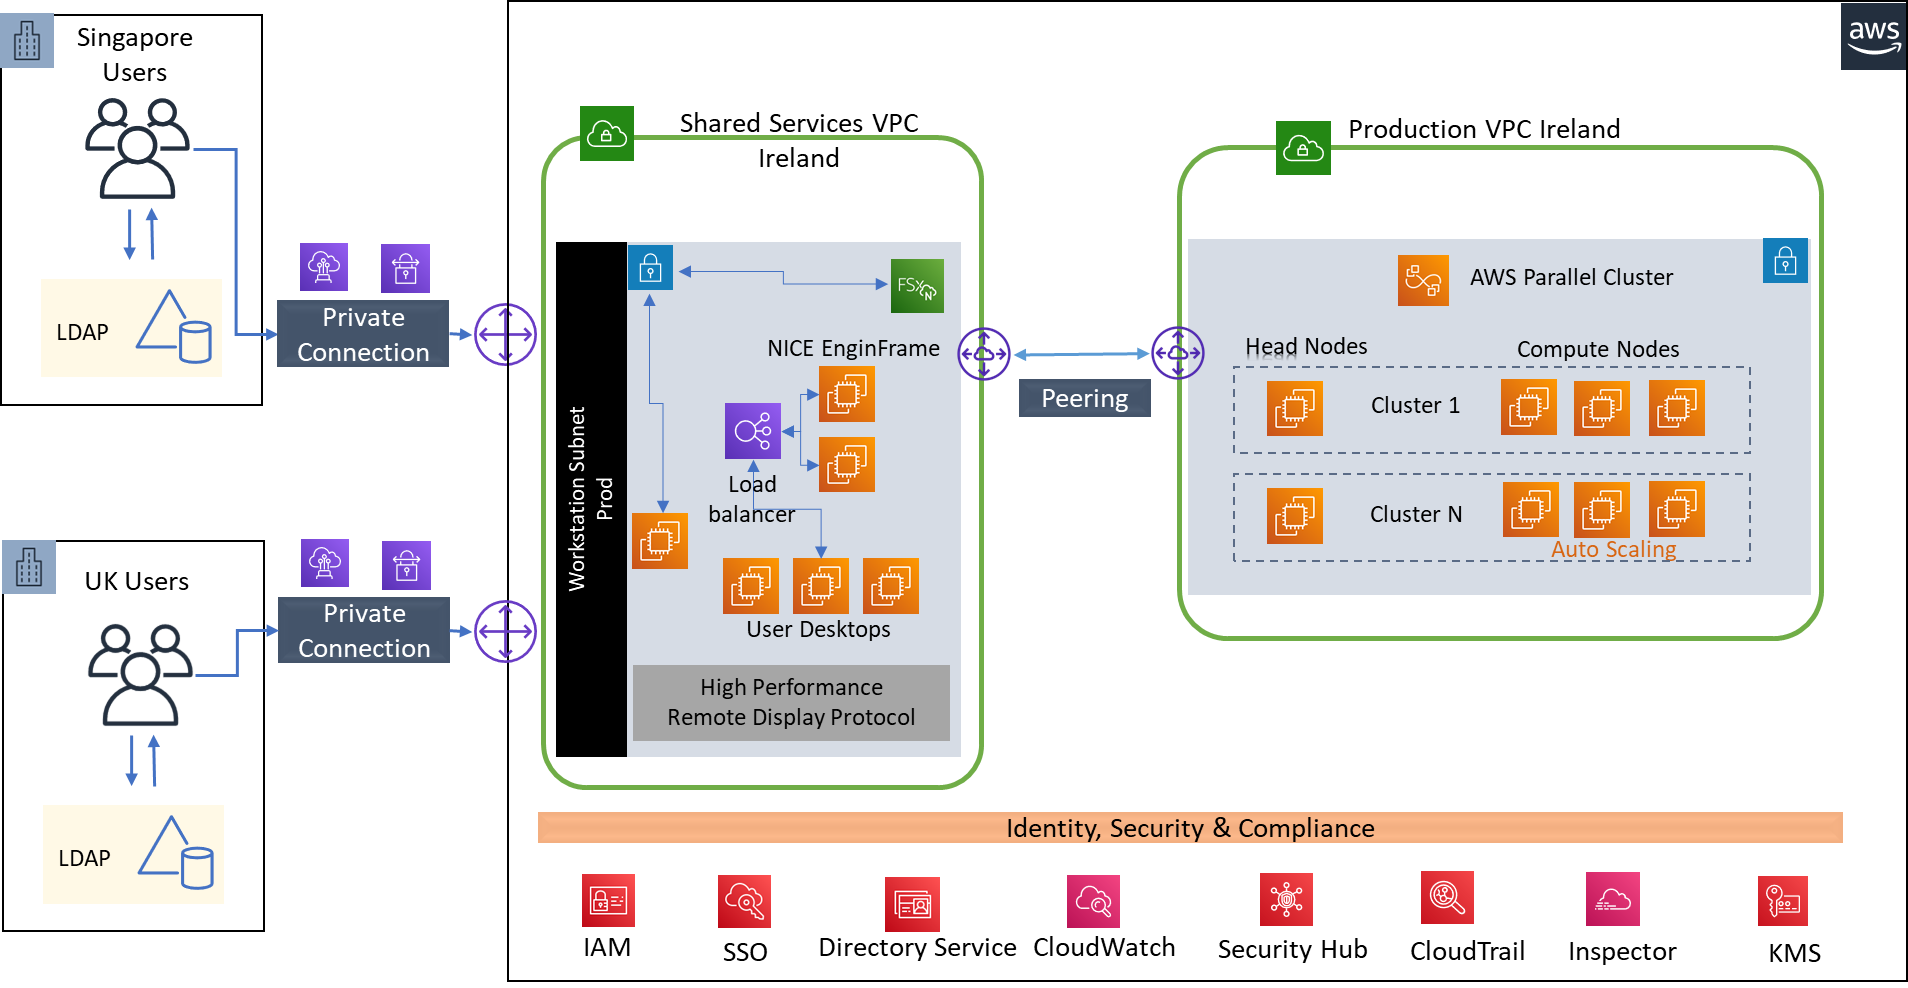 Singapore
Users
LDAP
Private
Connection
UK Users
LDAP
Private
Connection
aws
Shared Services VPC
Ireland
Workstation Subnet
Prod
FSx
N
NICE EnginFrame
Load
balancer
User Desktops
High Performance
Remote Display Protocol
Peering
Production VPC Ireland
AWS Parallel Cluster
Head Nodes
Compute Nodes
Cluster 1
Cluster N
Auto Scaling
Identity, Security & Compliance
IAM
SSO
Directory Service
CloudWatch
Security Hub
CloudTrail
Inspector
KMS